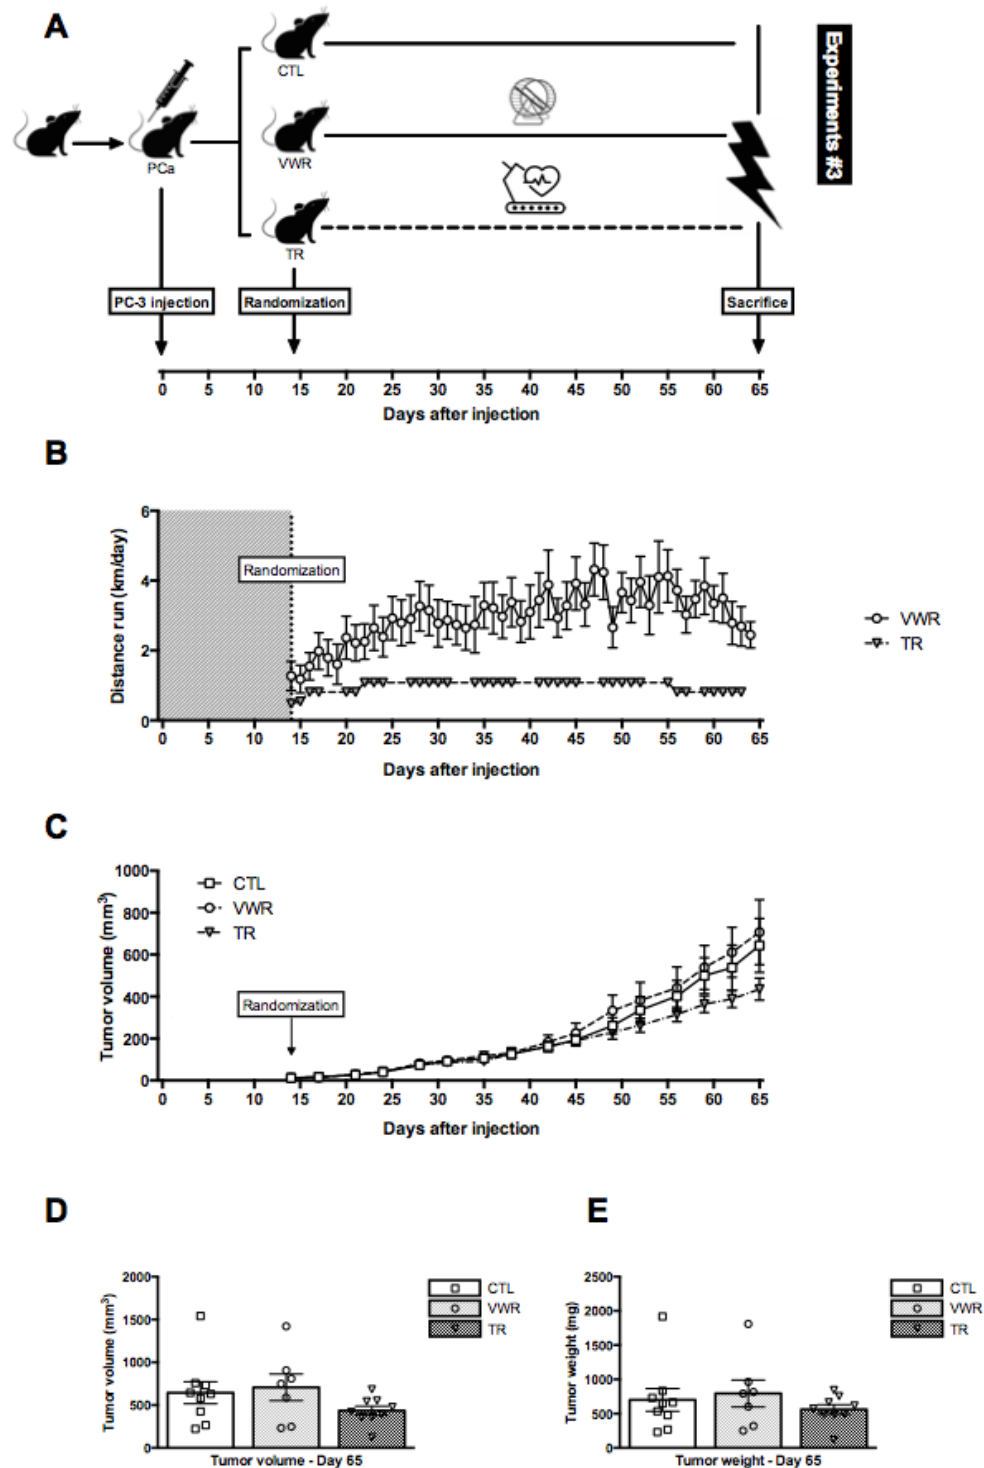 A
CTL
Experiments #3
PCa
VWR
TR
PC-3 injection
Randomization
Sacrifice
0 5 10 15 20 25 30 35 40 45 50 55 60 65
Days after injection
B
6
4
2
0
Distance run (km/day)
Randomization
VWR
TR
0 5 10 15 20 25 30 35 40 45 50 55 60 65
Days after injection
C
1000
800
600
400
200
0
Tumor volume (mm³)
CTL
VWR
TR
Randomization
0 5 10 15 20 25 30 35 40 45 50 55 60 65
Days after injection
D
2000
1500
1000
500
0
Tumor volume (mm³)
CTL
VWR
TR
Tumor volume - Day 65
E
2500
2000
1500
1000
500
0
Tumor weight (mg)
CTL
VWR
TR
Tumor weight - Day 65